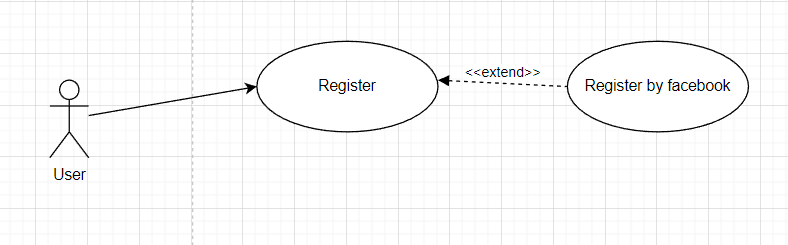 <<extend>>
Register
Register by facebook
User